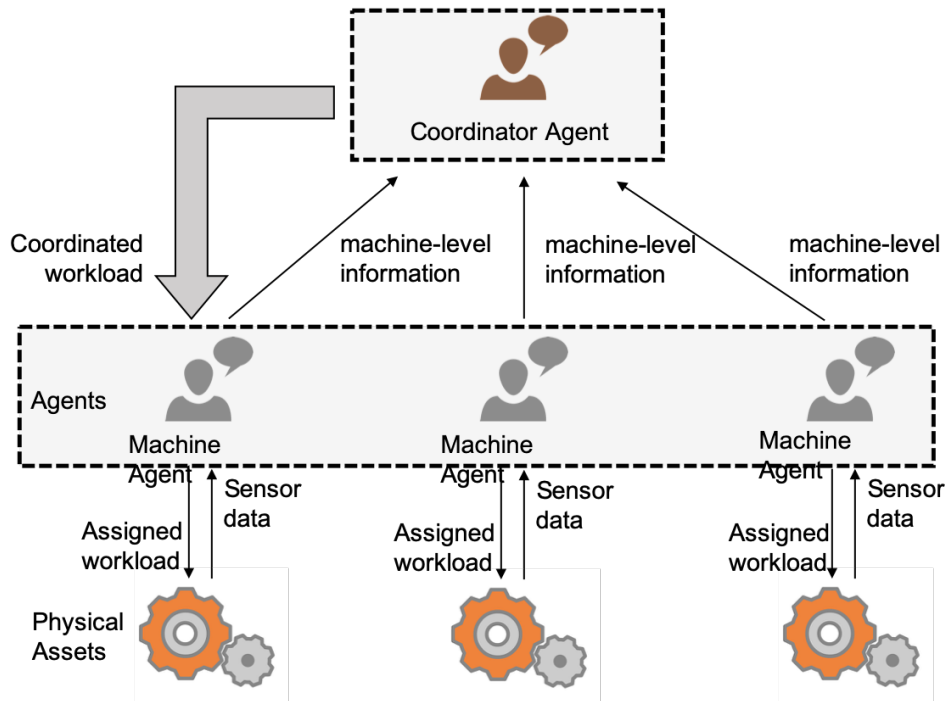 Coordinator Agent
Coordinated
workload
machine-level
information
machine-level
information
machine-level
information
Agents
Machine
Agent
Machine
Agent
Machine
Agent
Assigned
workload
Sensor
data
Assigned
workload
Sensor
data
Assigned
workload
Sensor
data
Physical
Assets